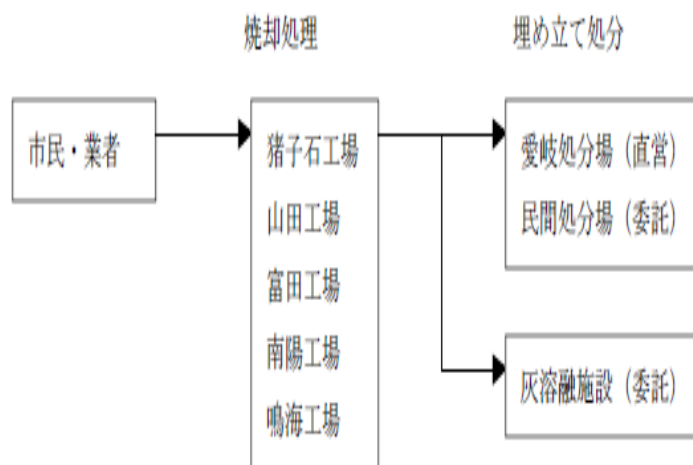 焼却処理
埋め立て処分
市民・業者
猪子石工場
山田工場
富田工場
南陽工場
鳴海工場
愛岐処分場（直営）
民間処分場（委託）
灰溶融施設（委託）